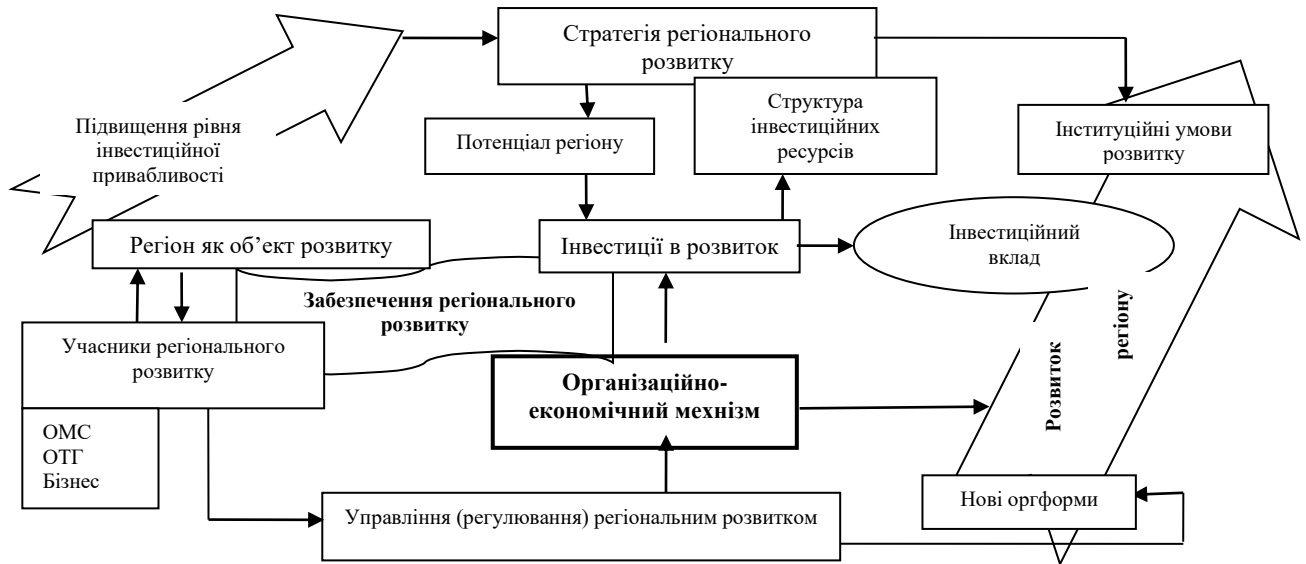 Стратегія регіонального
розвитку
Підвищення рівня
інвестиційної
привабливості
Потенціал регіону
Структура
інвестиційних
ресурсів
Інституційні умови
розвитку
Регіон як об’єкт розвитку
Інвестиції в розвиток
Інвестиційний
вклад
Забезпечення регіонального
розвитку
Учасники регіонального
розвитку
Організаційно-
економічний мехнізм
Розвиток
регіону
ОМС
ОТГ
Бізнес
Управління (регулювання) регіональним розвитком
Нові оргформи